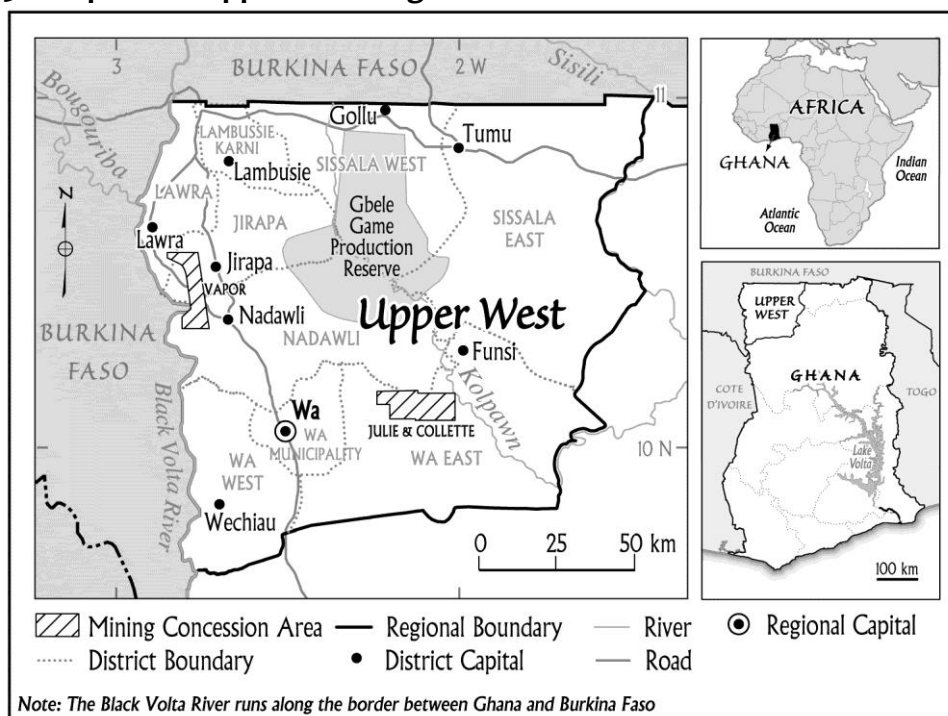 3
BURKINA FASO
2 W
Sisili
Bougouriba
11
Gollu
Tumu
LAMBUSSIE
KARNI
Lambusie
SISSALA WEST
LAWRA
N
Gbele
Game
Production
Reserve
JIRAPA
SISSALA
EAST
Lawra
Jirapa
VAPOR
Nadawli
Upper West
BURKINA
FASO
NADAWLI
Funsi
Kolpawn
Black Volta River
Wa
JULIE & COLLETTE
WA
MUNICIPALITY
10 N
WA EAST
WA
WEST
Wechiau
0 25 50 km
AFRICA
GHANA
Indian
Ocean
Atlantic
Ocean
BURKINA FASO
UPPER
WEST
GHANA
COTE
D'IVOIRE
TOGO
Lake
Volta
100 km
Mining Concession Area
Regional Boundary
River
Regional Capital
District Boundary
District Capital
Road
Note: The Black Volta River runs along the border between Ghana and Burkina Faso